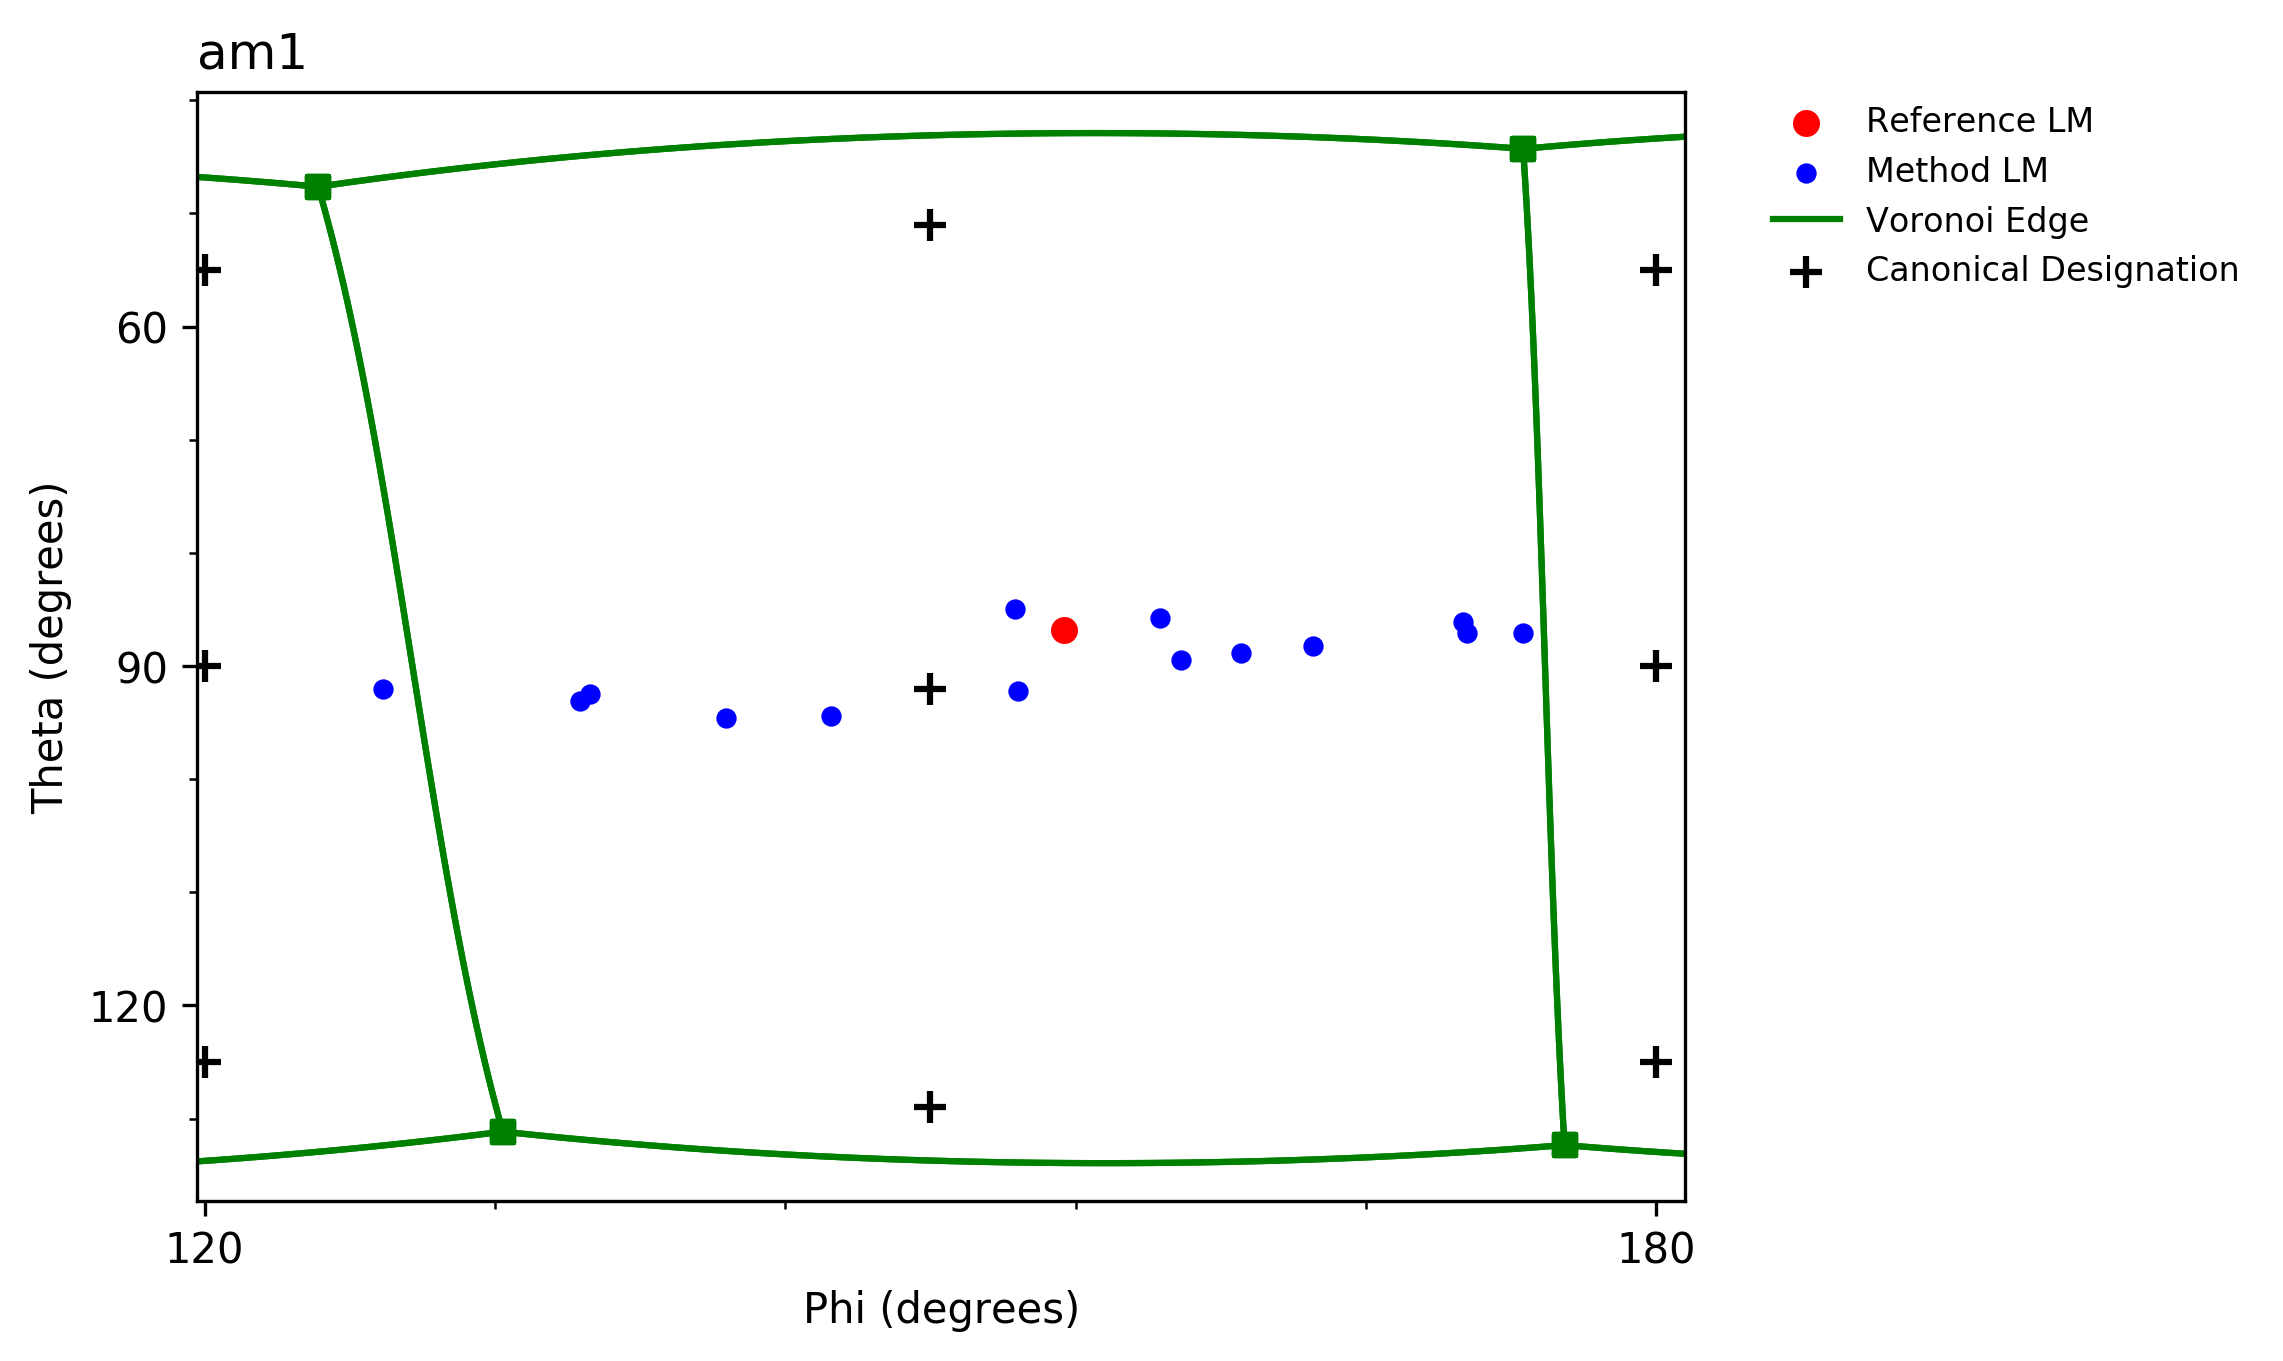 am1
Reference LM
Method LM
Voronoi Edge
Canonical Designation
60
90
120
Theta (degrees)
120
180
Phi (degrees)